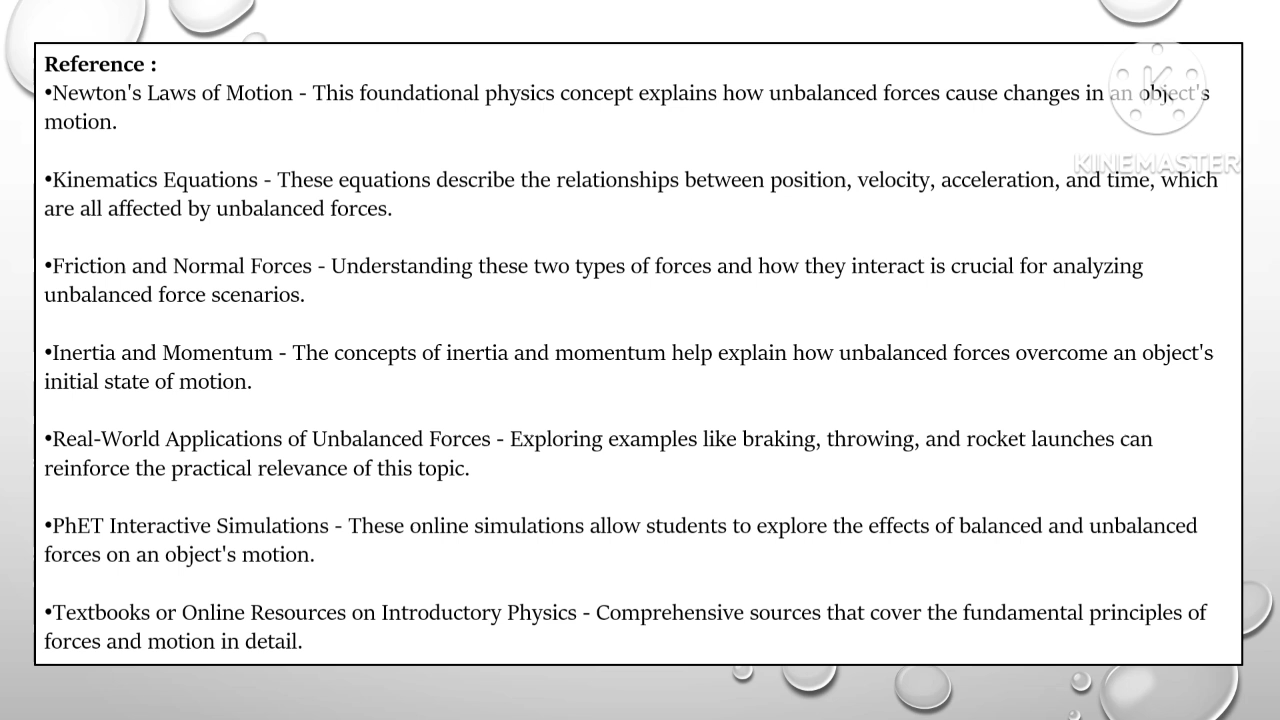 Reference :
•Newton's Laws of Motion - This foundational physics concept explains how unbalanced forces cause changes in an object's
motion.
KINEMASTER
•Kinematics Equations - These equations describe the relationships between position, velocity, acceleration, and time, which
are all affected by unbalanced forces.
•Friction and Normal Forces - Understanding these two types of forces and how they interact is crucial for analyzing
unbalanced force scenarios.
•Inertia and Momentum - The concepts of inertia and momentum help explain how unbalanced forces overcome an object's
initial state of motion.
•Real-World Applications of Unbalanced Forces - Exploring examples like braking, throwing, and rocket launches can
reinforce the practical relevance of this topic.
•PhET Interactive Simulations - These online simulations allow students to explore the effects of balanced and unbalanced
forces on an object's motion.
•Textbooks or Online Resources on Introductory Physics - Comprehensive sources that cover the fundamental principles of
forces and motion in detail.